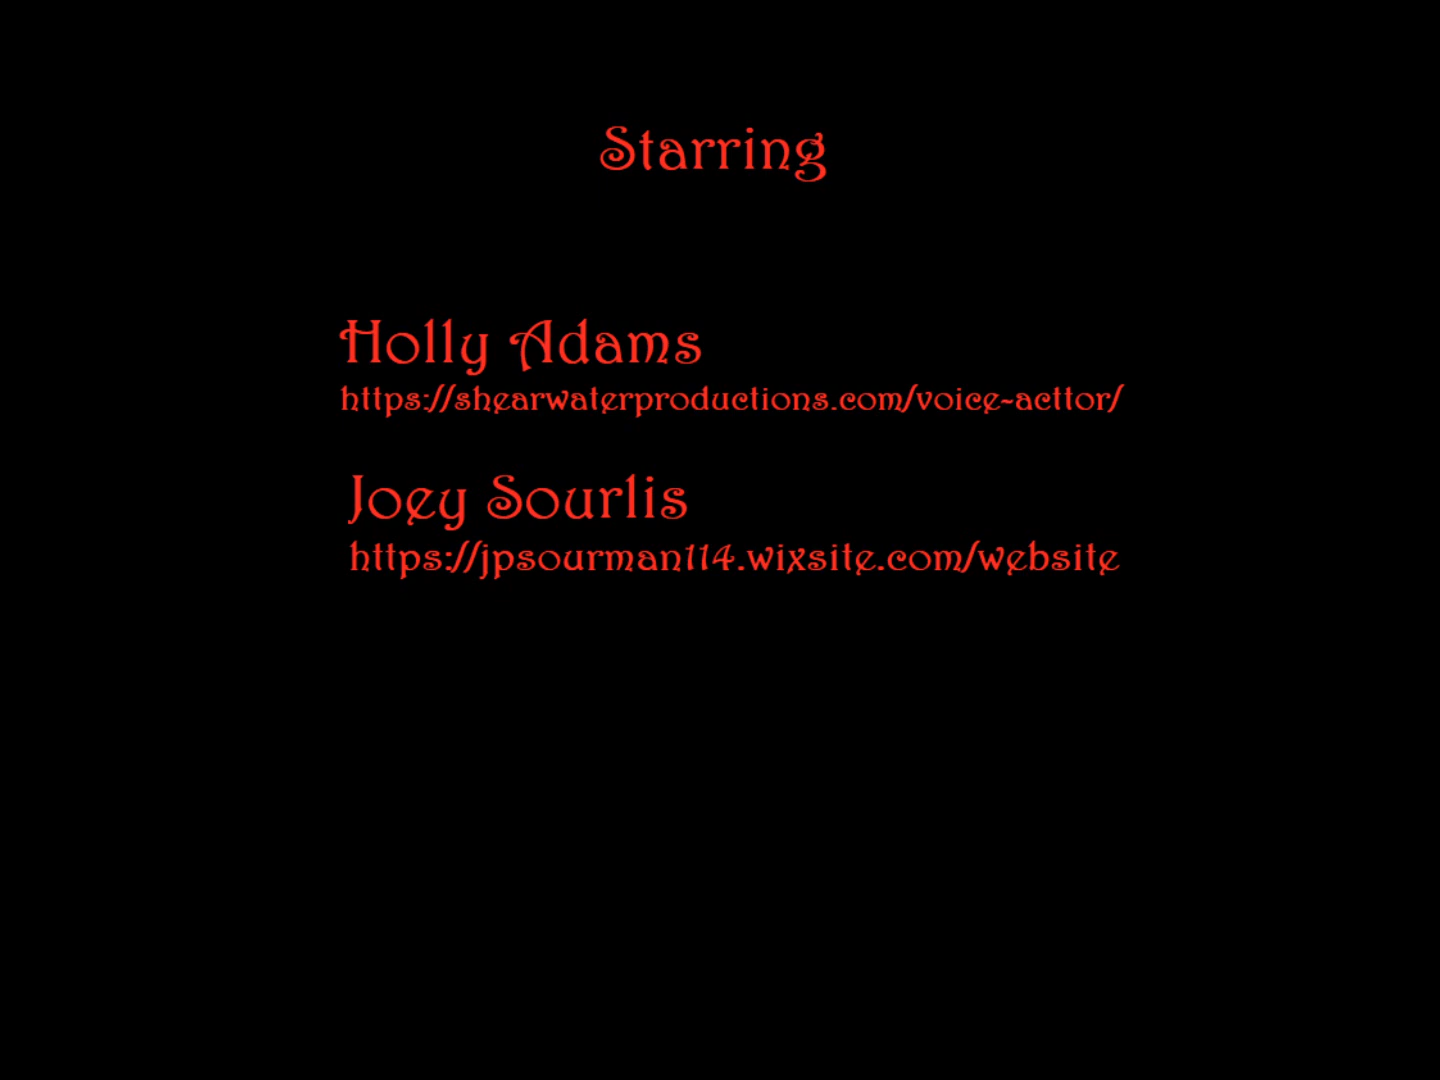 Starring
Holly Adams
https://shearwaterproductions.com/voice-acttor/
Joey Sourlis
https://jpsourman114.wixsite.com/website